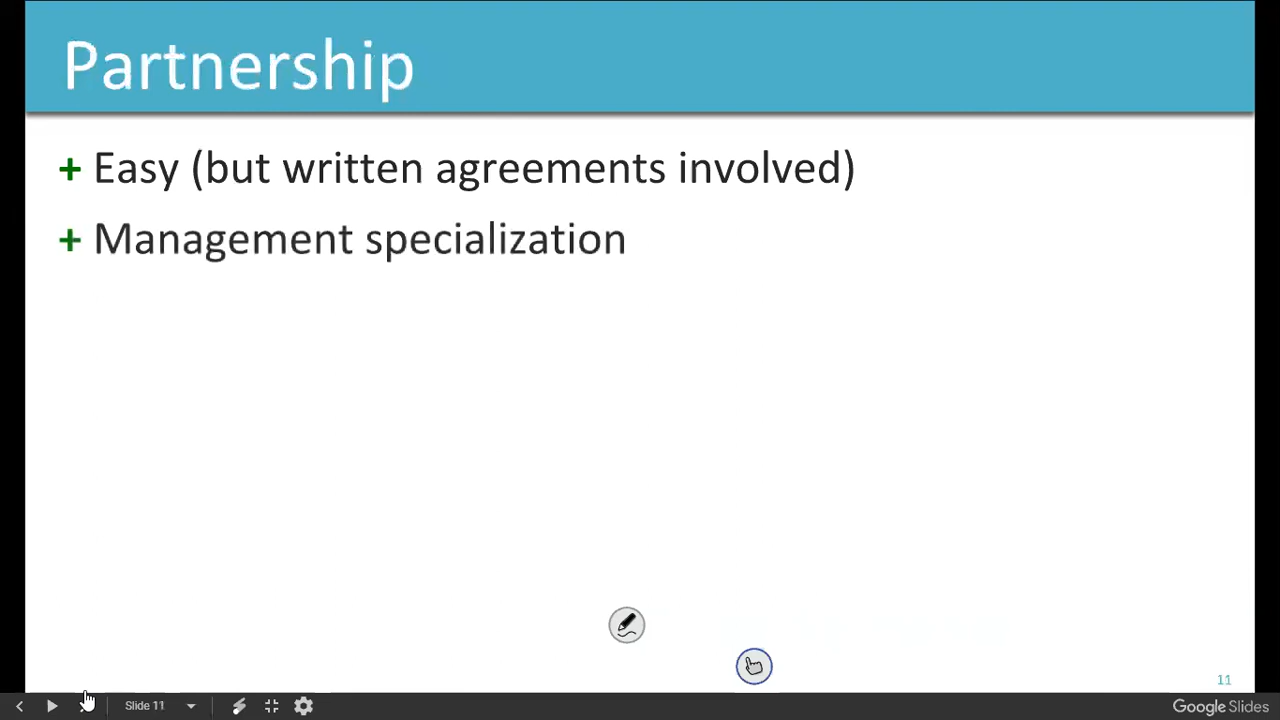 Partnership
+ Easy (but written agreements involved)
+ Management specialization
11
Slide 11
Google Slides